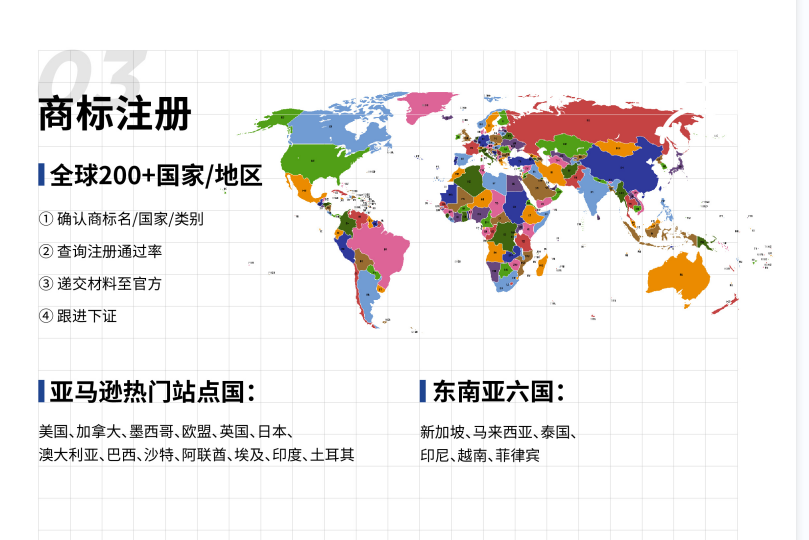 03
商标注册
全球200+国家/地区
① 确认商标名/国家/类别
② 查询注册通过率
③ 递交材料至官方
④ 跟进下证
亚马逊热门站点国：
美国、加拿大、墨西哥、欧盟、英国、日本、
澳大利亚、巴西、沙特、阿联酋、埃及、印度、土耳其
东南亚六国：
新加坡、马来西亚、泰国、
印尼、越南、菲律宾